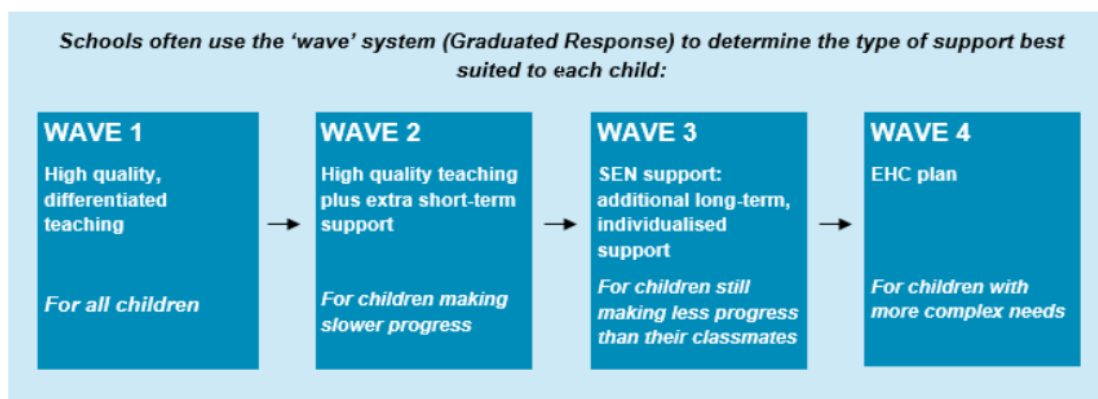 Schools often use the ‘wave’ system (Graduated Response) to determine the type of support best
suited to each child:
WAVE 1
High quality,
differentiated
teaching
For all children
WAVE 2
High quality teaching
plus extra short-term
support
For children making
slower progress
WAVE 3
SEN support:
additional long-term,
individualised
support
For children still
making less progress
than their classmates
WAVE 4
EHC plan
For children with
more complex needs